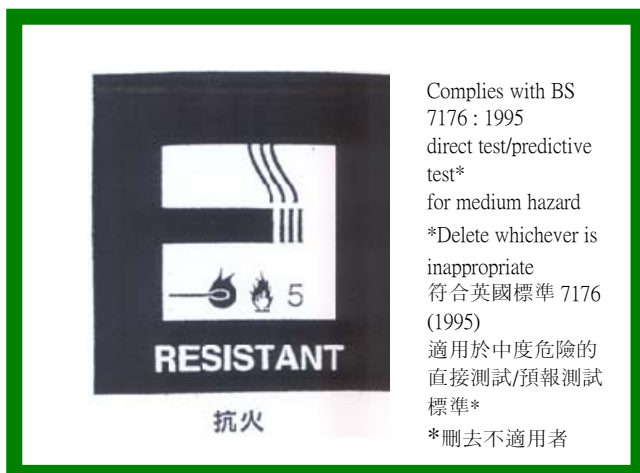 5
RESISTANT
抗火
Complies with BS
7176 : 1995
direct test/predictive
test*
for medium hazard
*Delete whichever is
inappropriate
符合英國標準 7176
(1995)
適用於中度危險的
直接測試/預報測試
標準*
*刪去不適用者